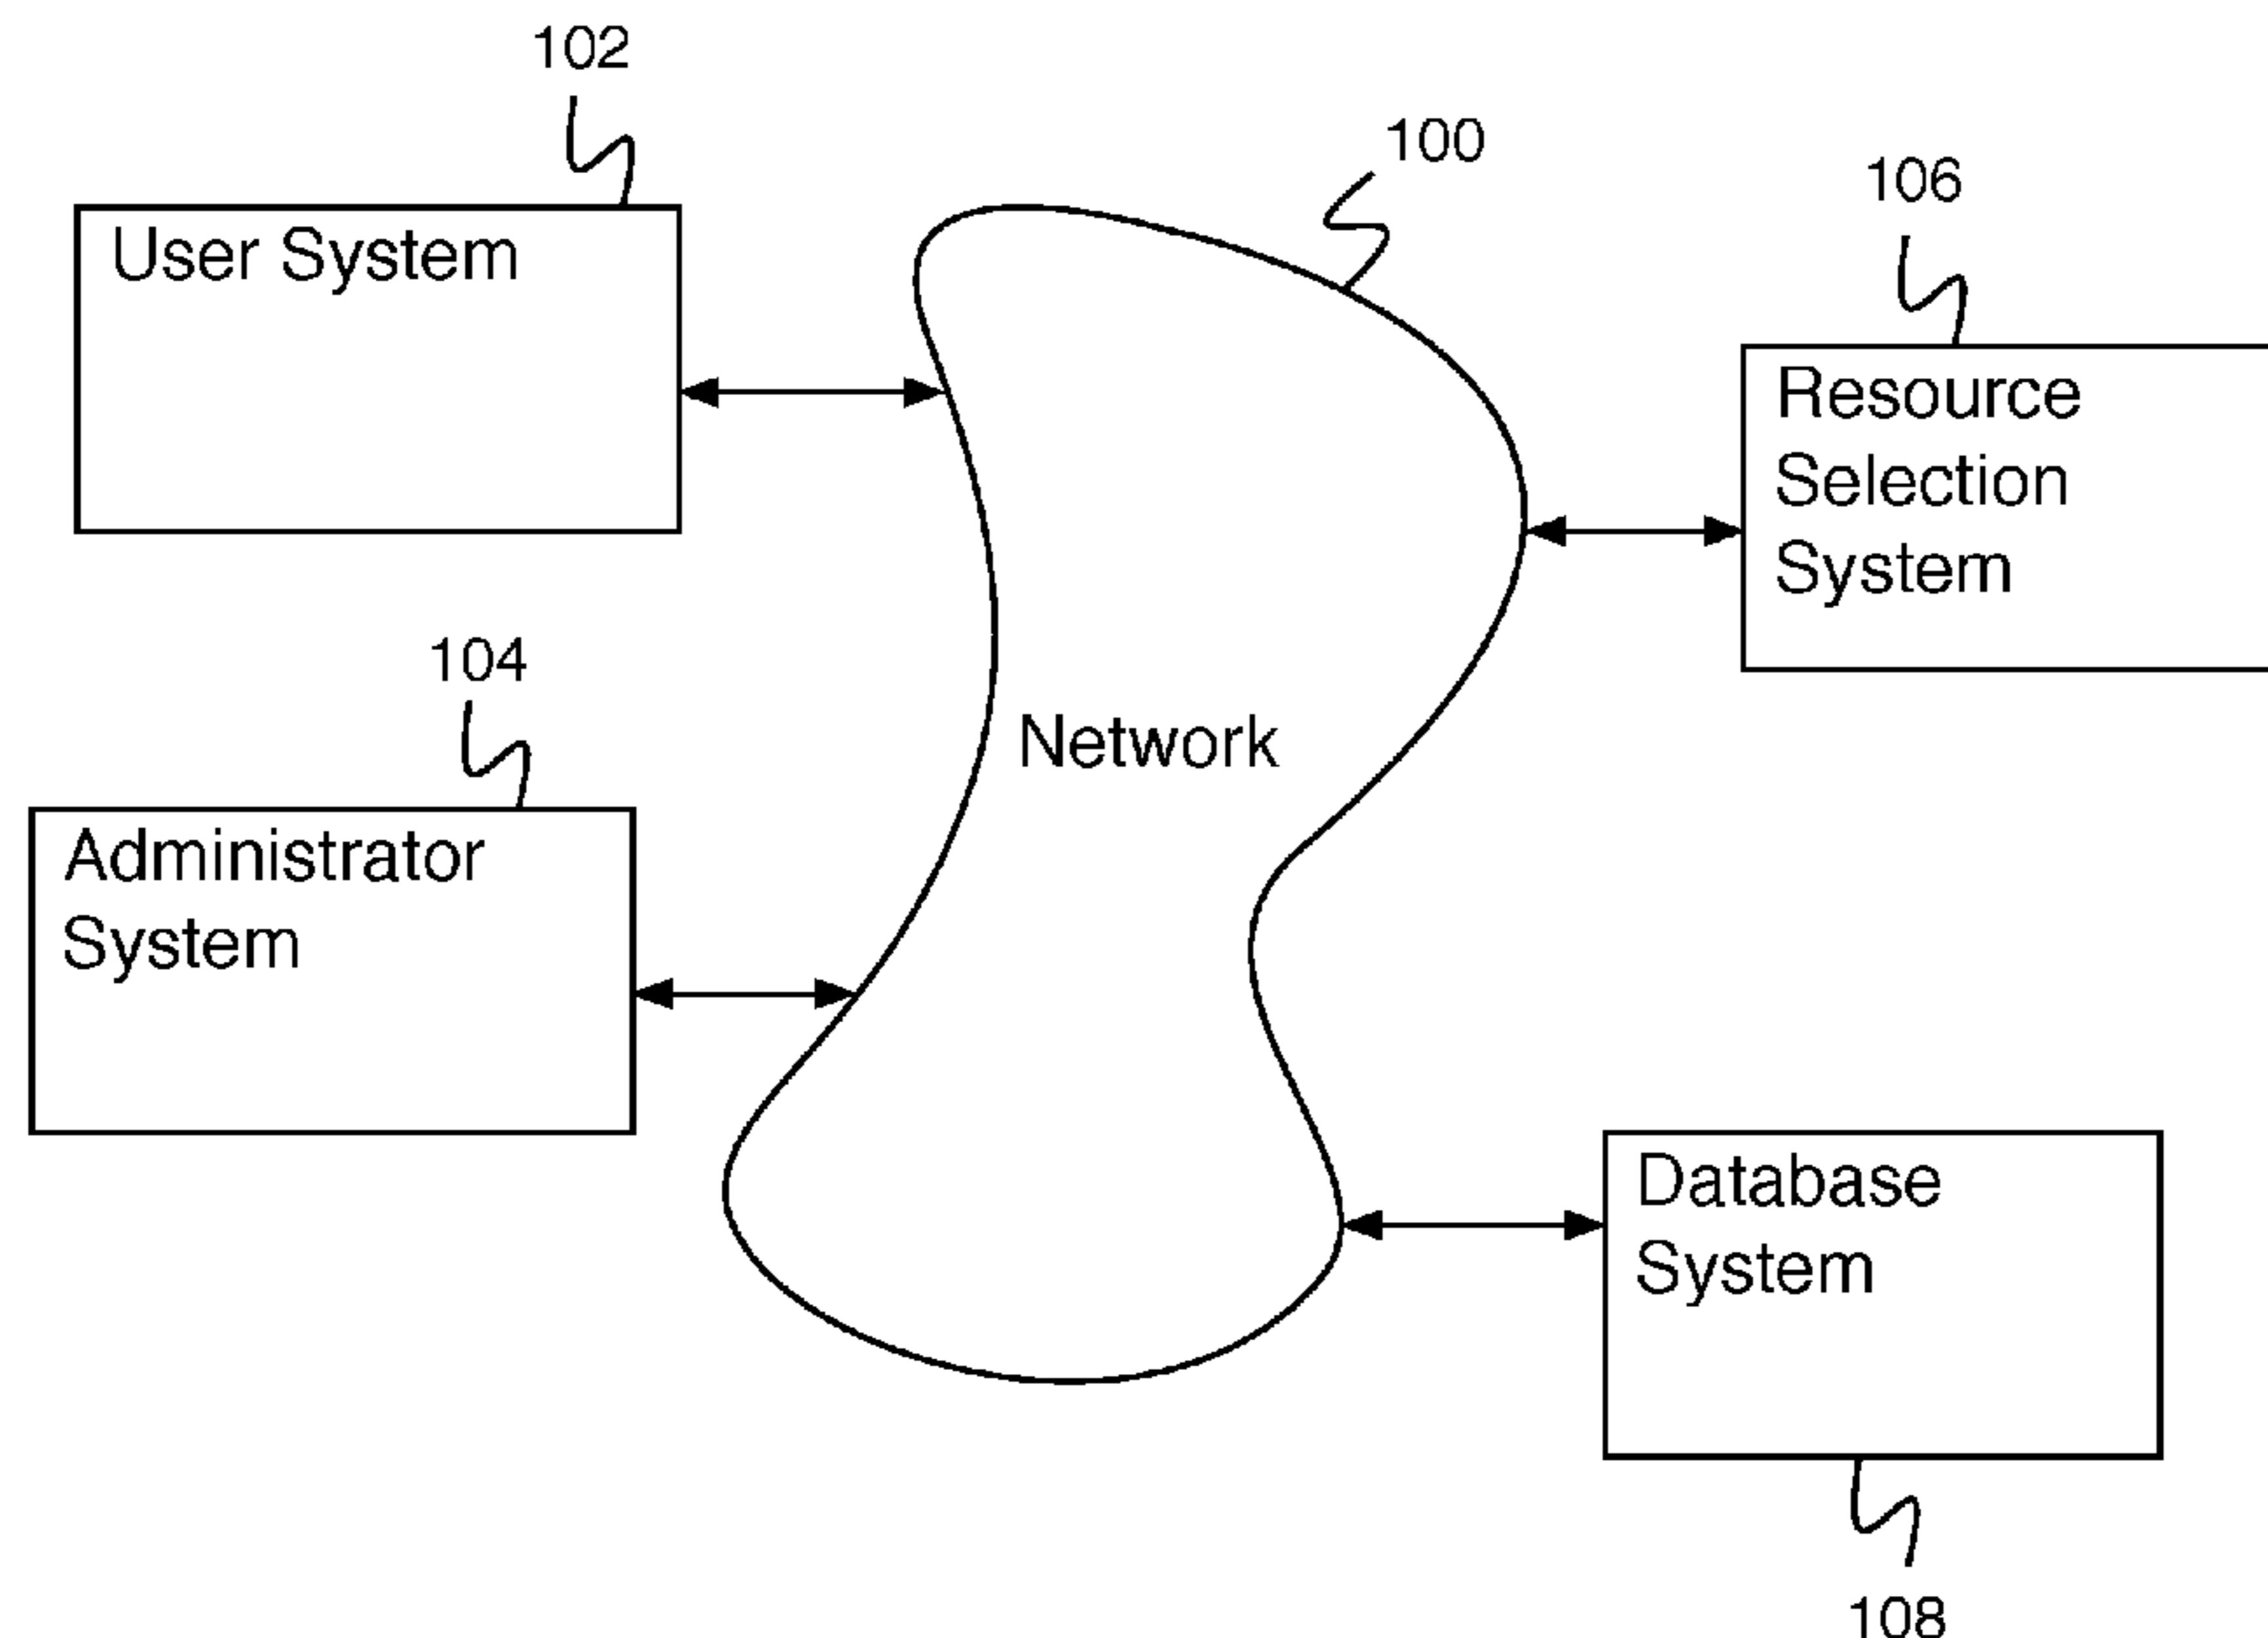 102
100
106
User System
Resource
Selection
System
104
Network
Administrator
System
Database
System
108